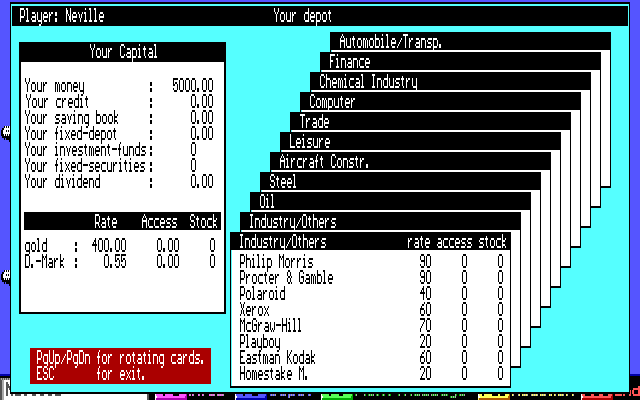 Player: Neville Your depot
Your Capital
Your money : 5000.00
Your credit : 0.00
Your saving book : 0.00
Your fixed-depot : 0.00
Your investment-funds: 0
Your fixed-securities: 0
Your dividend : 0.00
Rate Access Stock
gold : 400.00 0.00 0
D.-Mark : 0.55 0.00 0
PgUp/PgDn for rotating cards.
ESC for exit.
Automobile/Transp.
Finance
Chemical Industry
Computer
Trade
Leisure
Aircraft Constr.
Steel
Oil
Industry/Others
Industry/Others rate access stock
Philip Morris 90 0 0
Procter & Gamble 90 0 0
Polaroid 40 0 0
Xerox 60 0 0
McGraw-Hill 70 0 0
Playboy 20 0 0
Eastman Kodak 60 0 0
Homestake M. 20 0 0